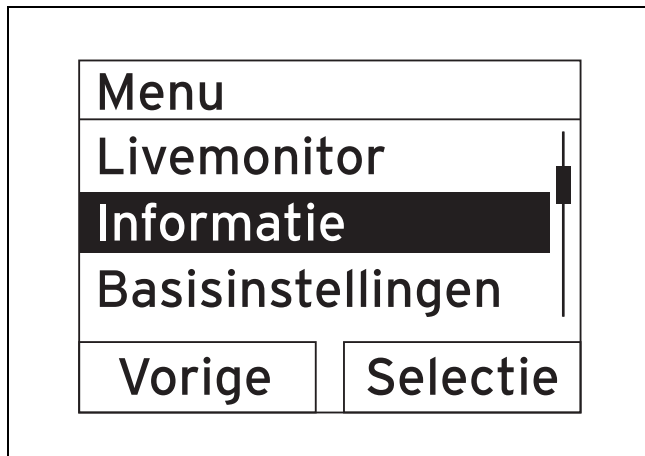 Menu
Livemonitor
Informatie
Basisinstellingen
Vorige Selectie